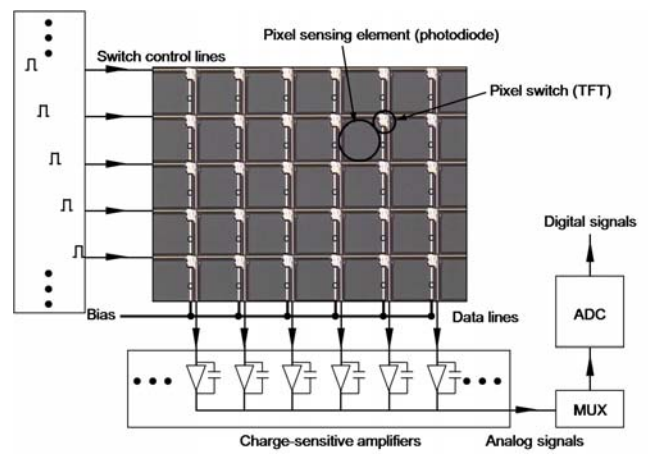 Pixel sensing element (photodiode)
Switch control lines
Pixel switch (TFT)
Digital signals
ADC
Bias
Data lines
MUX
Charge-sensitive amplifiers
Analog signals